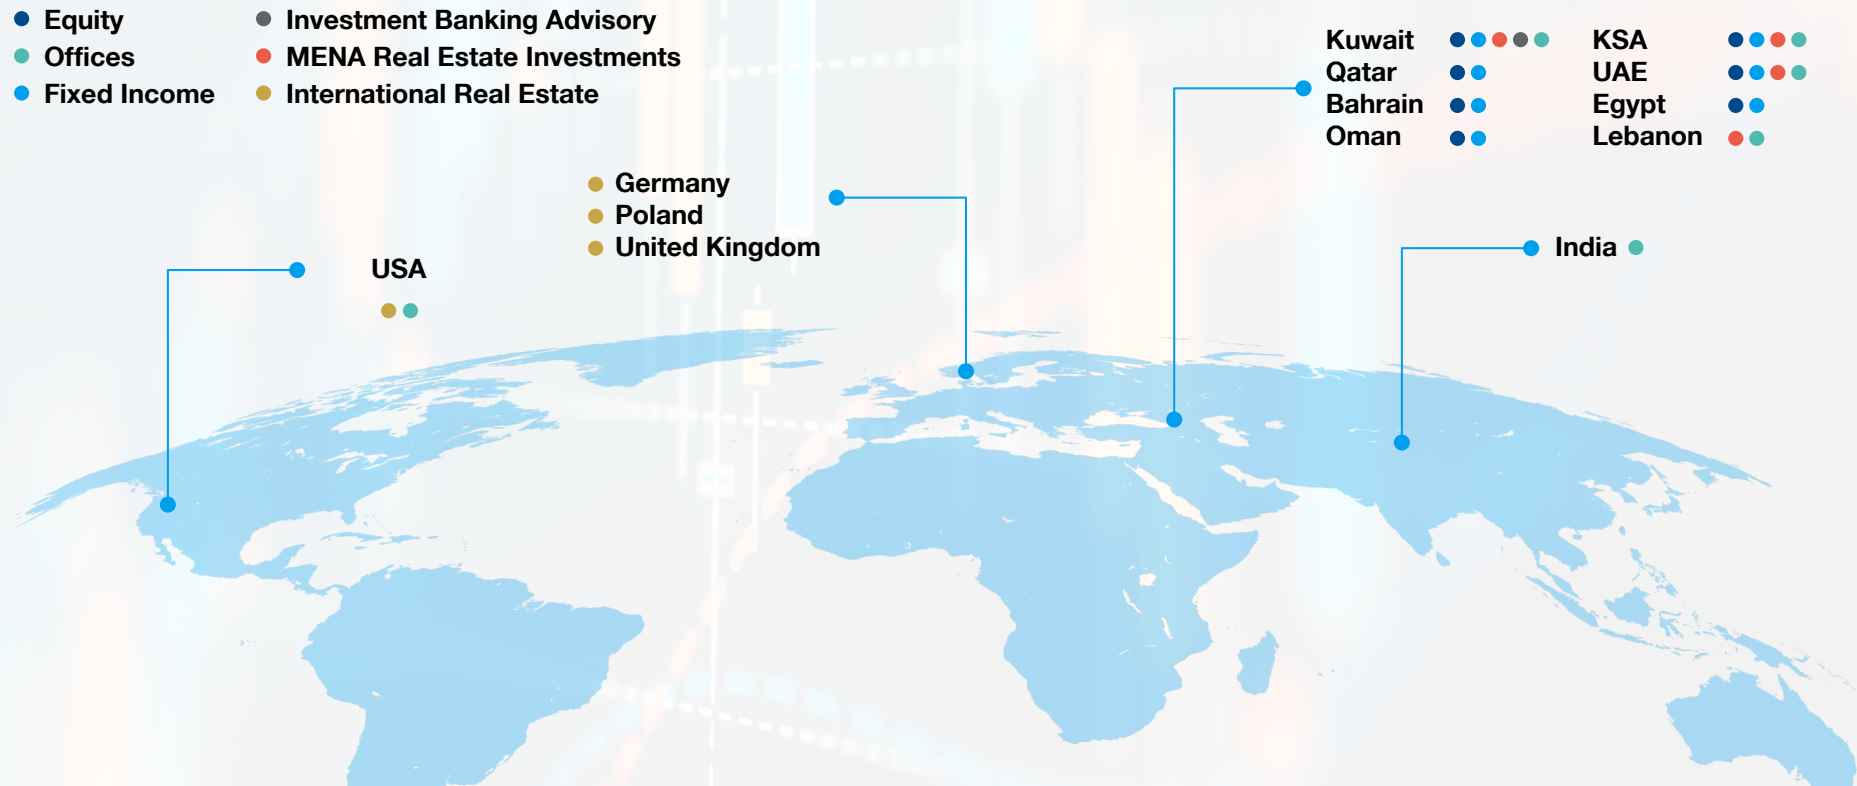 Equity
Offices
Fixed Income
Investment Banking Advisory
MENA Real Estate Investments
International Real Estate
Kuwait
Qatar
Bahrain
Oman
KSA
UAE
Egypt
Lebanon
Germany
Poland
United Kingdom
USA
India